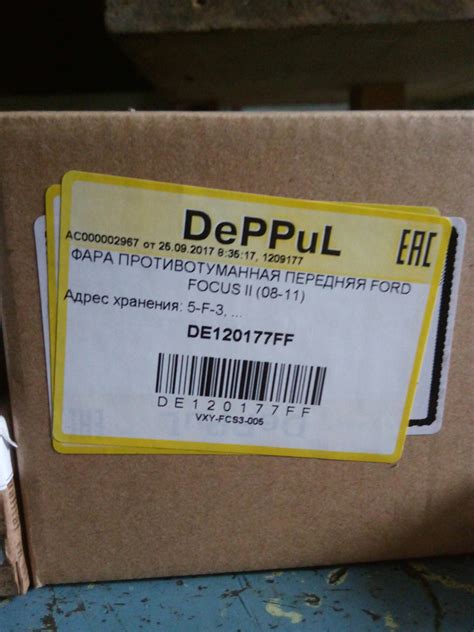 DePPuL
EAC
AC000002967 от 25.09.2017 8:35:17, 1209177
ФАРА ПРОТИВОТУМАННАЯ ПЕРЕДНЯЯ FORD
FOCUS II (08-11)
Адрес хранения: 5-F-3, ...
DE120177FF
DE120177FF
VXY-FCS3-005